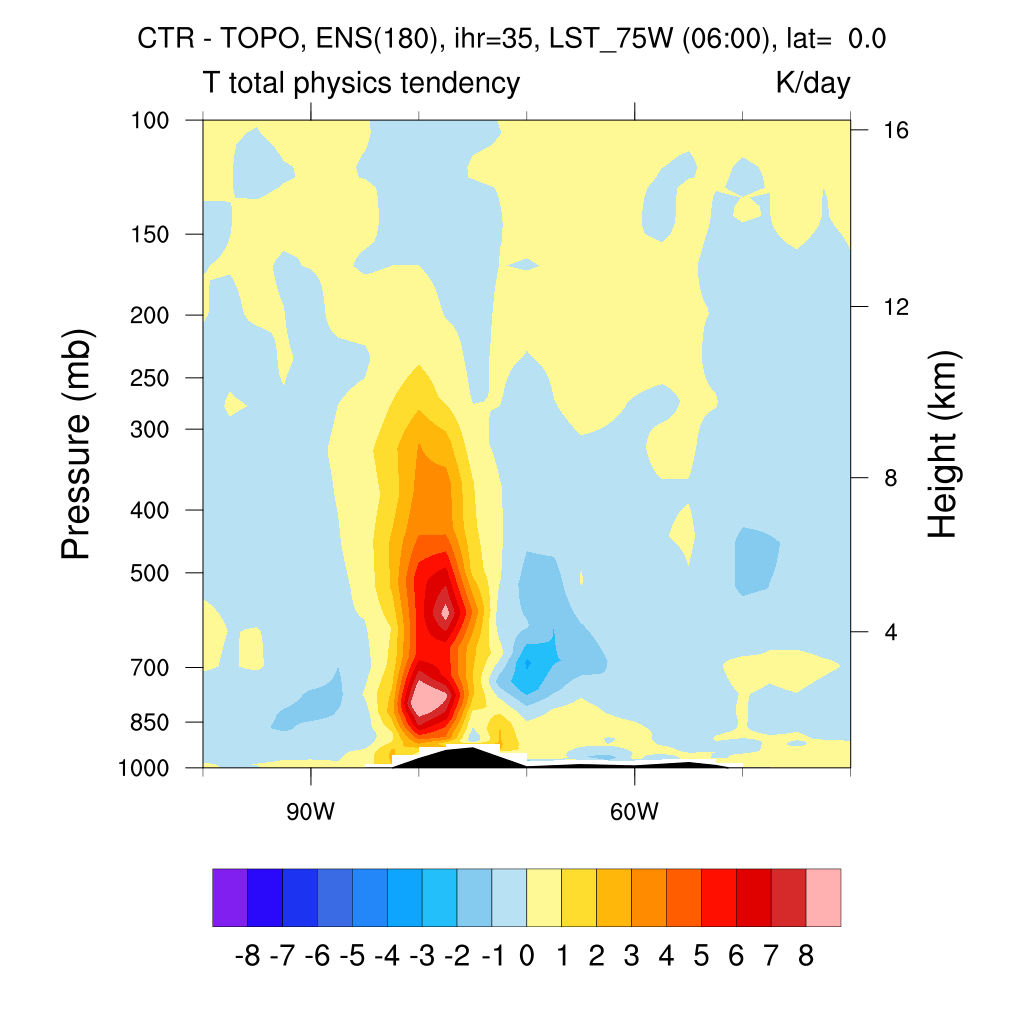 CTR - TOPO, ENS(180), ihr=35, LST_75W (06:00), lat=  0.0
T total physics tendency K/day
100
150
200
250
300
400
500
700
850
1000
Pressure (mb)
16
12
8
4
Height (km)
90W 60W
-8 -7 -6 -5 -4 -3 -2 -1 0 1 2 3 4 5 6 7 8